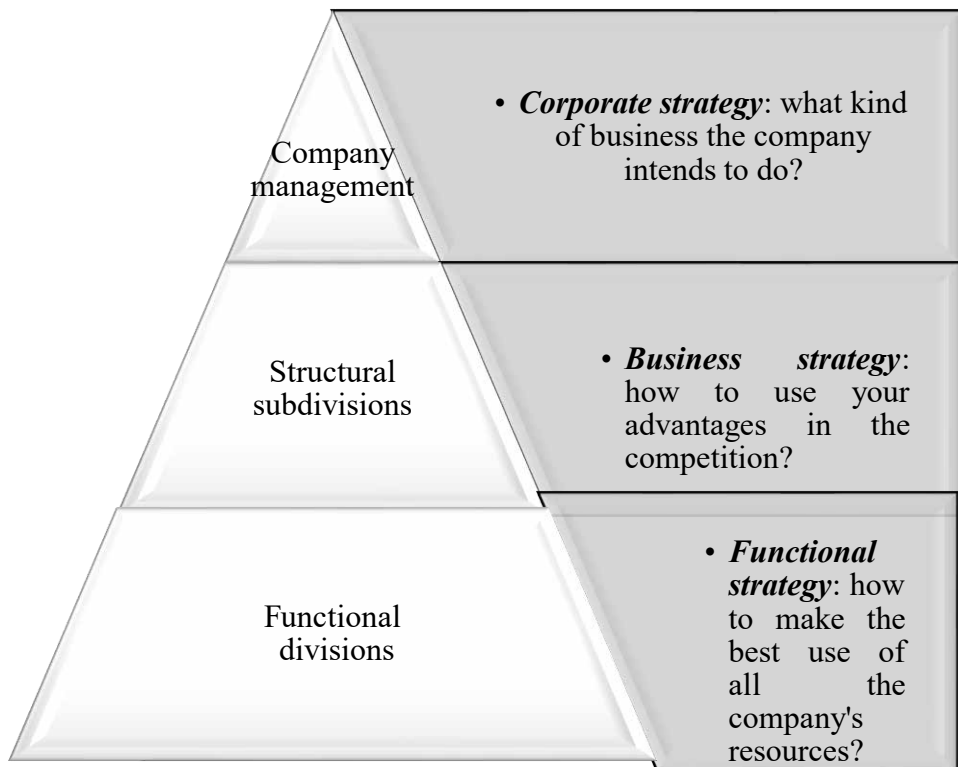 Company
management
• Corporate strategy: what kind
of business the company
intends to do?
Structural
subdivisions
• Business strategy:
how to use your
advantages in the
competition?
Functional
divisions
• Functional
strategy: how
to make the
best use of
all the
company's
resources?